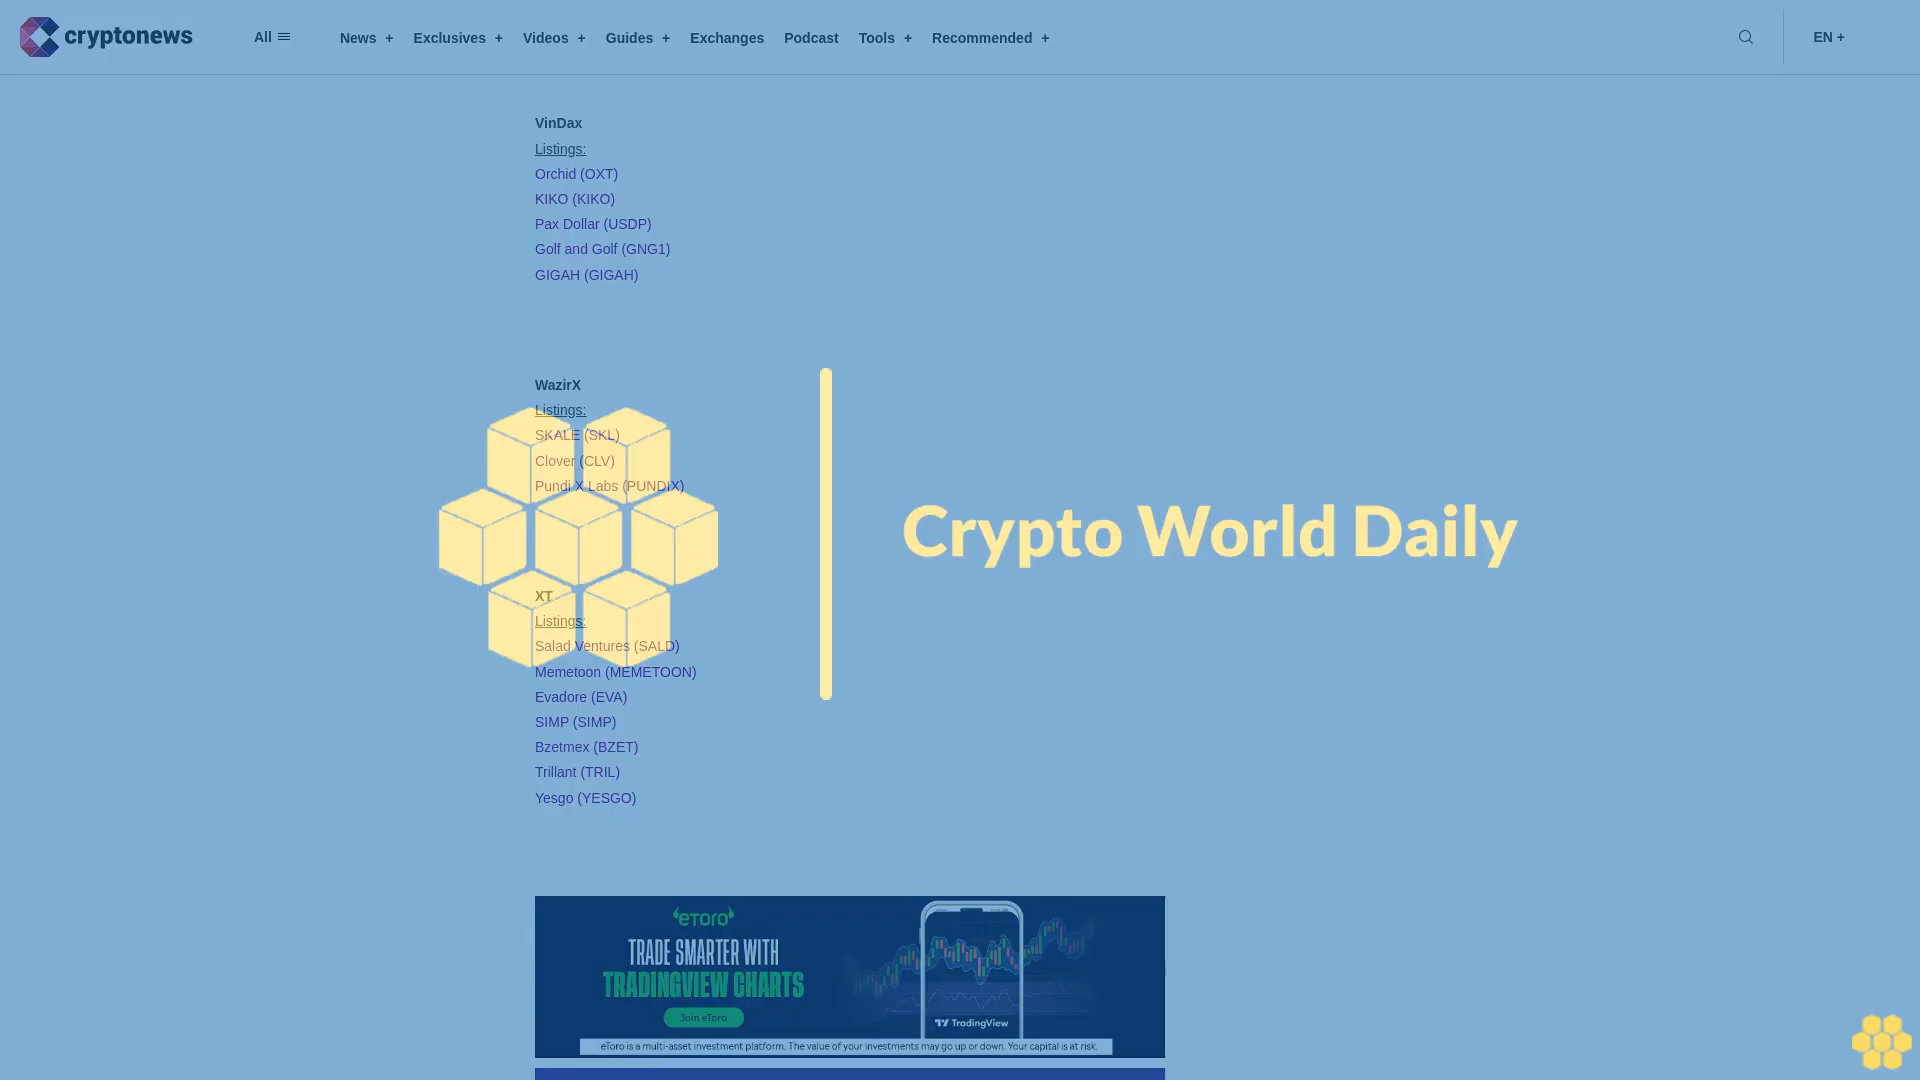 cryptonews All News + Exclusives + Videos + Guides + Exchanges Podcast Tools + Recommended + EN +
VinDax
Listings:
Orchid (OXT)
KIKO (KIKO)
Pax Dollar (USDP)
Golf and Golf (GNG1)
GIGAH (GIGAH)
WazirX
Listings:
SKALE (SKL)
Clover (CLV)
Pundi X Labs (PUNDIX)
Crypto World Daily
XT
Listings:
Salad Ventures (SALD)
Memetoon (MEMETOON)
Evadore (EVA)
SIMP (SIMP)
Bzetmex (BZET)
Trillant (TRIL)
Yesgo (YESGO)
eToro
TRADE SMARTER WITH
TRADINGVIEW CHARTS
Join eToro
TradingView
eToro is a multi-asset investment platform. The value of your investments may go up or down. Your capital is at risk.